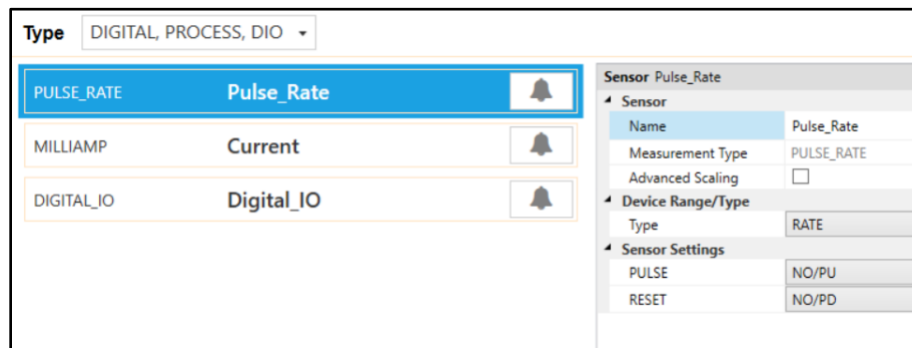 Type DIGITAL, PROCESS, DIO
PULSE_RATE Pulse_Rate
MILLIAMP Current
DIGITAL_IO Digital_IO
Sensor Pulse_Rate
Sensor
Name Pulse_Rate
Measurement Type PULSE_RATE
Advanced Scaling
Device Range/Type
Type RATE
Sensor Settings
PULSE NO/PU
RESET NO/PD